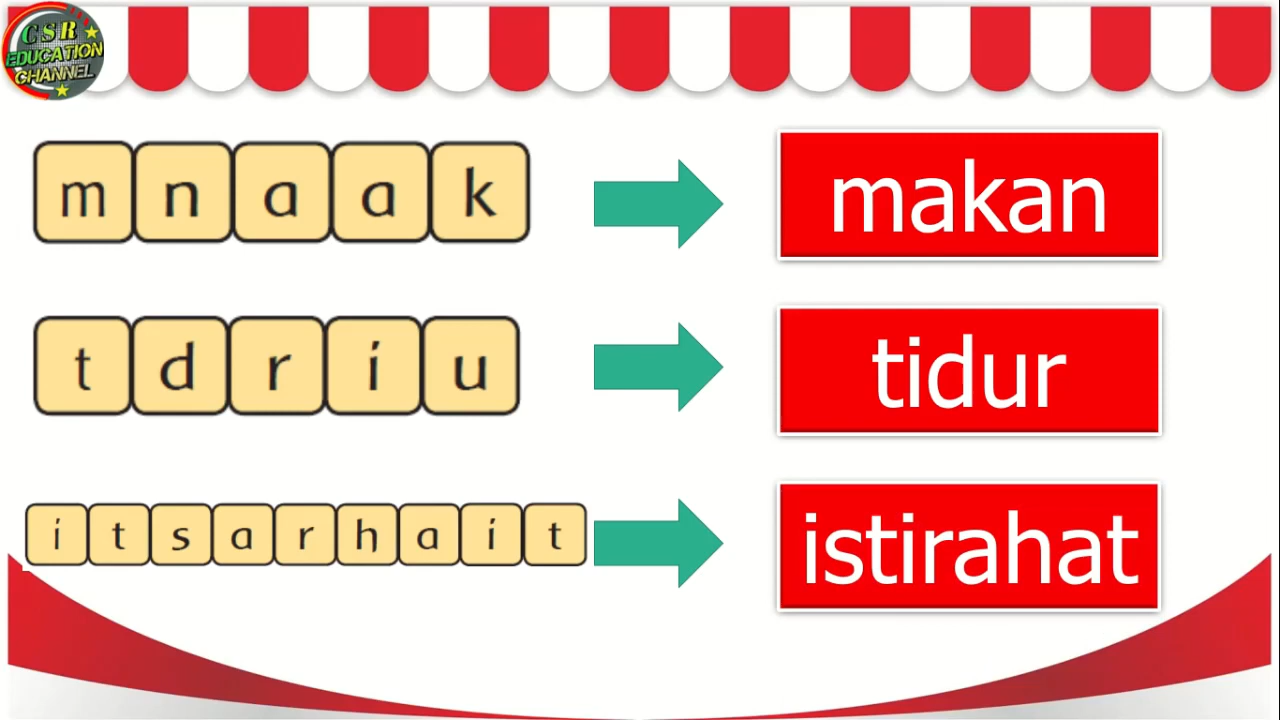 CSR
EDUCATION
CHANNEL
m n a a k
makan
t d r i u
tidur
i t s a r h a i t
istirahat